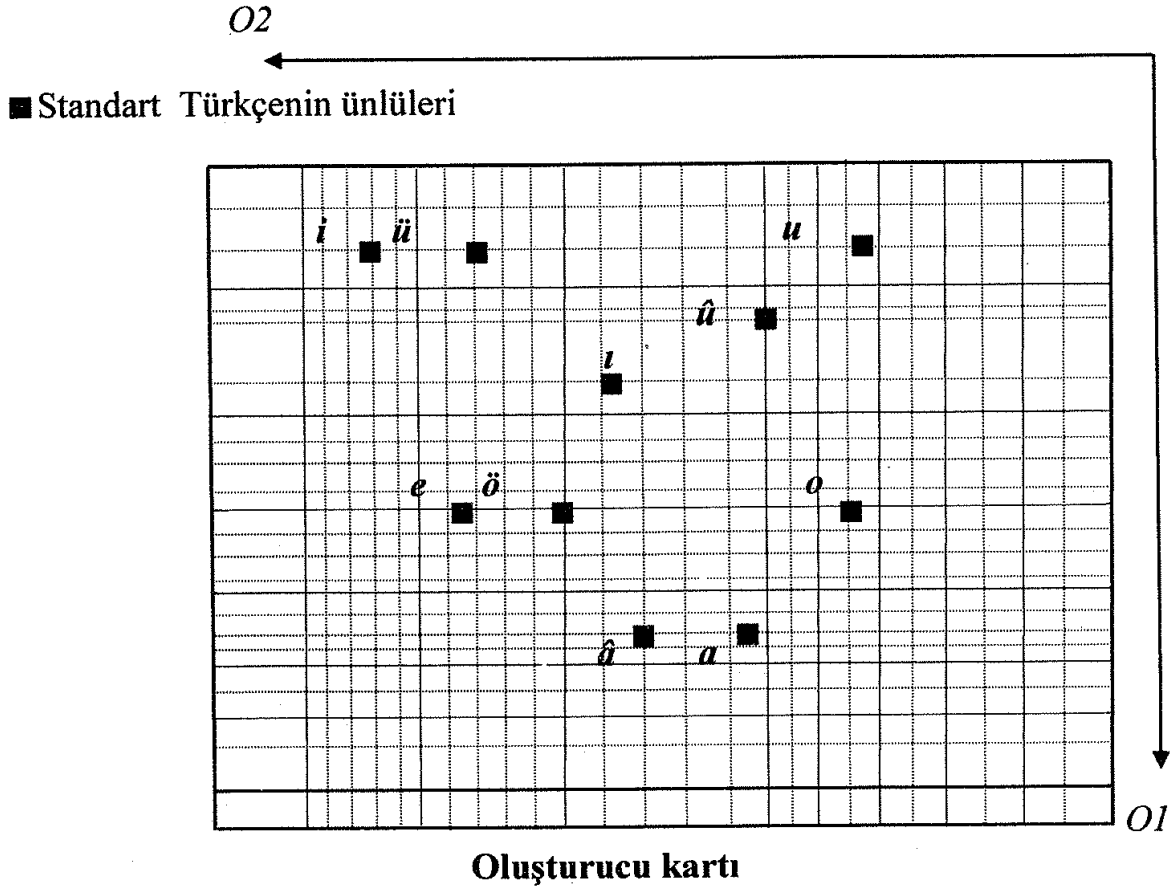 O2
■ Standart Türkçenin ünlüleri
i ü u
û
ı
e ö o
â a
O1
Oluşturucu kartı